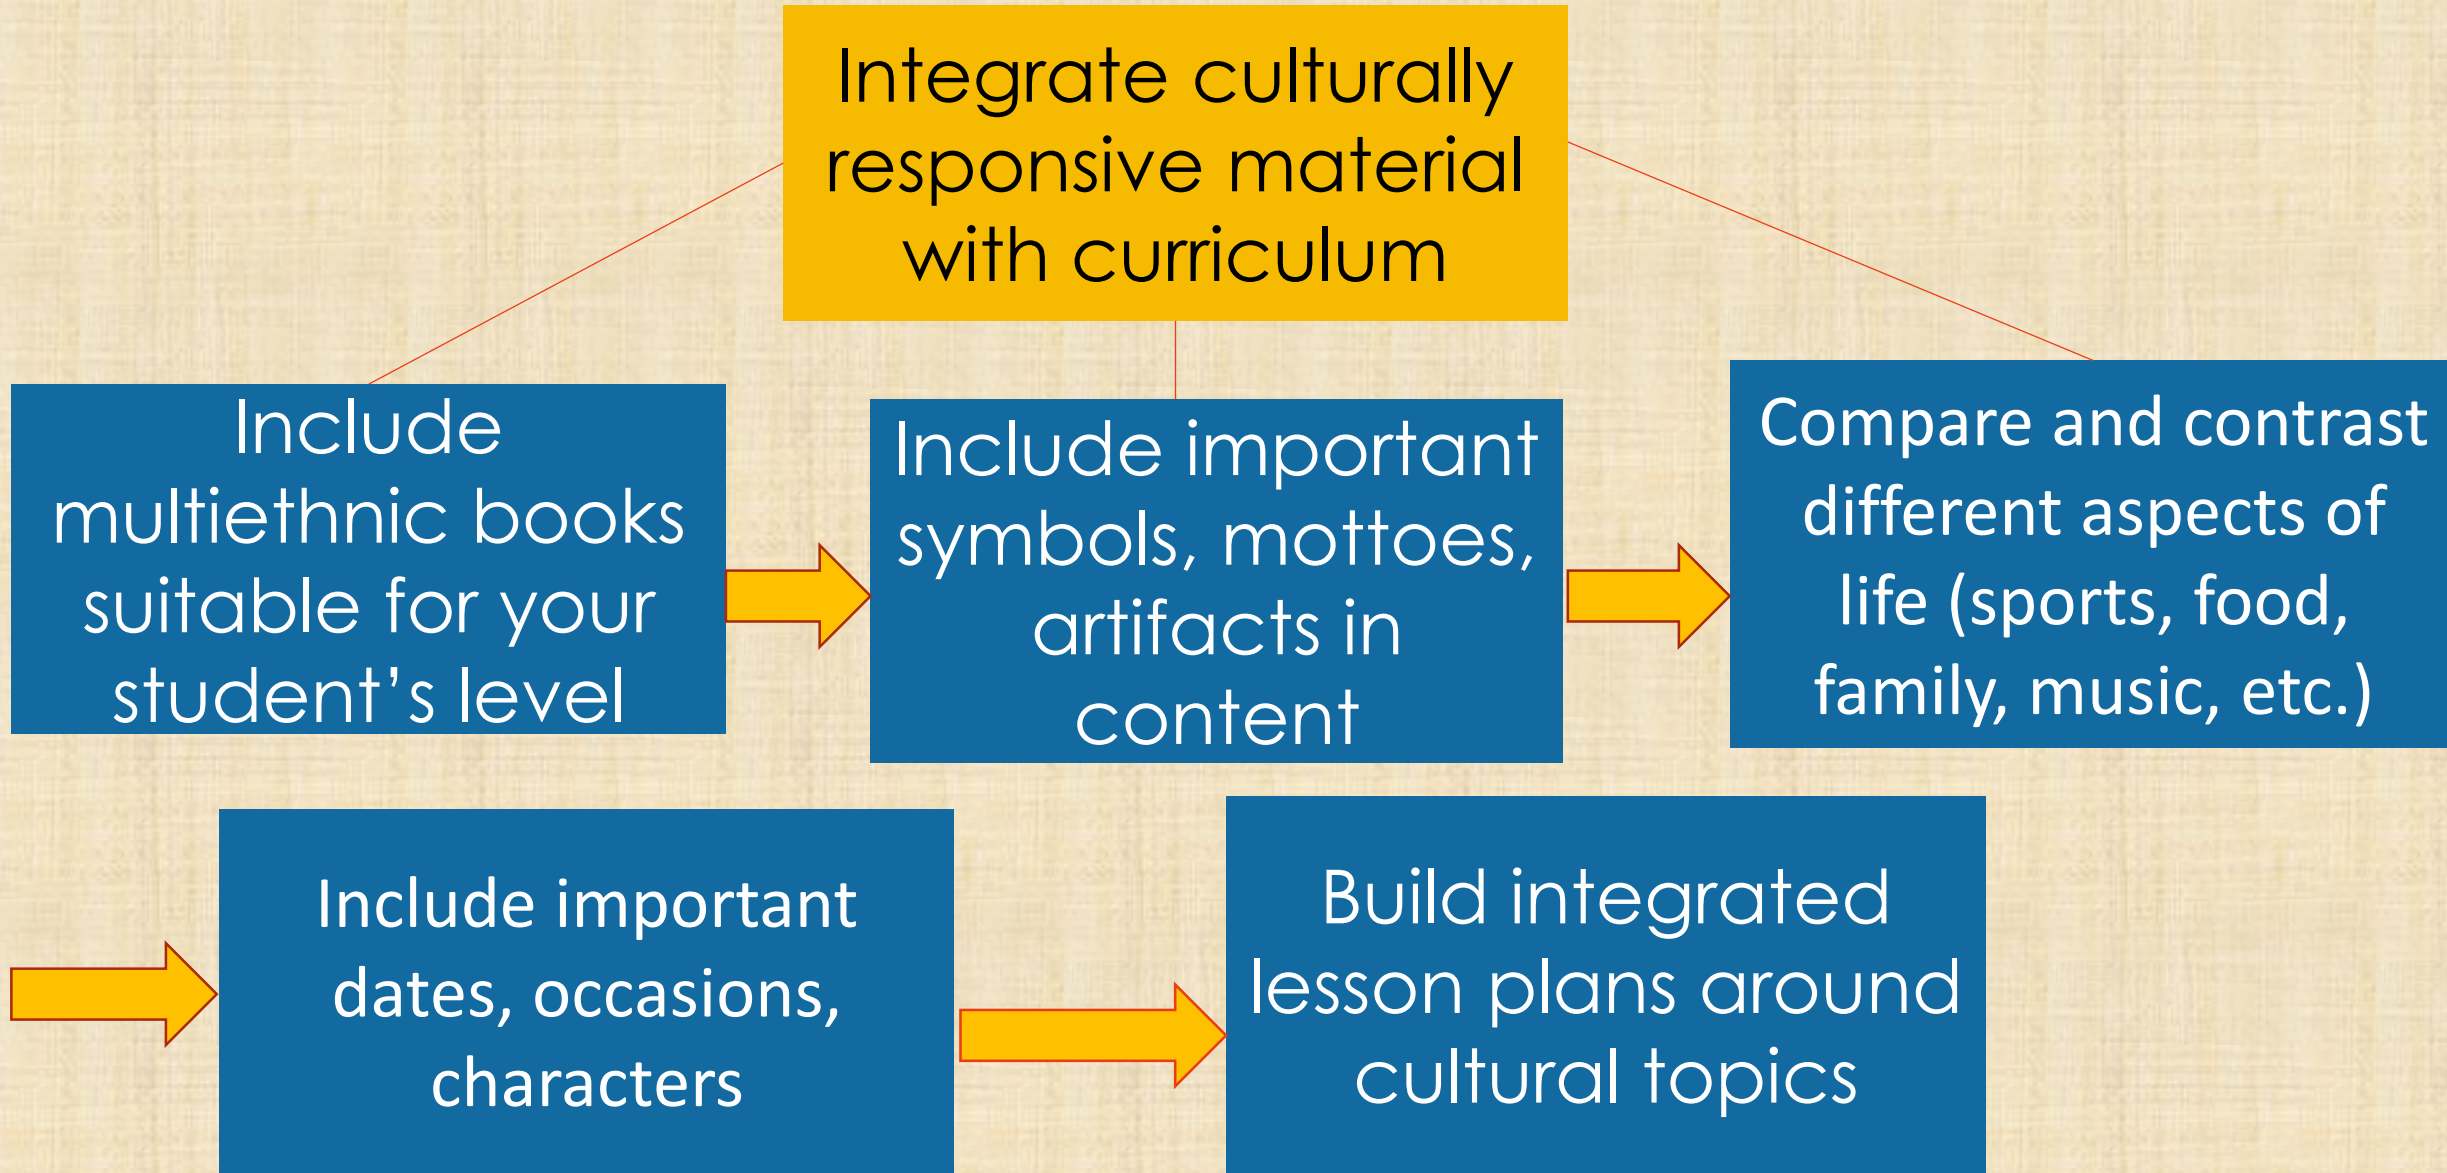 Integrate culturally
responsive material
with curriculum
Include
multiethnic books
suitable for your
student’s level
Include important
symbols, mottoes,
artifacts in
content
Compare and contrast
different aspects of
life (sports, food,
family, music, etc.)
Include important
dates, occasions,
characters
Build integrated
lesson plans around
cultural topics